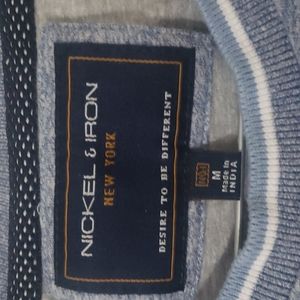 NICKEL & IRON
NEW YORK
DESIRE TO BE DIFFERENT
N&I
M
Made In
INDIA